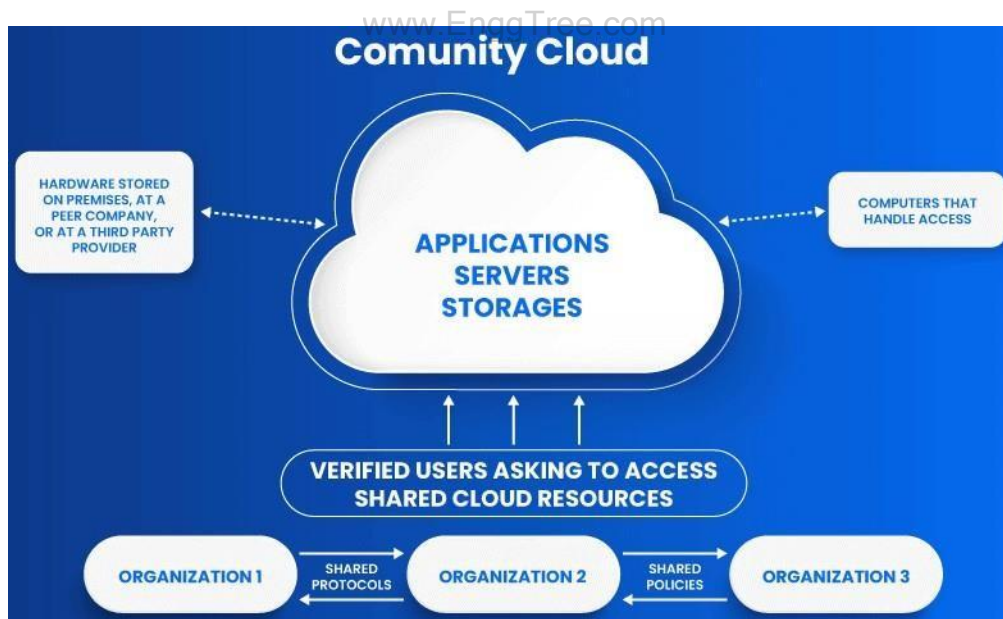 www.EnggTree.com
Comunity Cloud
HARDWARE STORED
ON PREMISES, AT A
PEER COMPANY,
OR AT A THIRD PARTY
PROVIDER
COMPUTERS THAT
HANDLE ACCESS
APPLICATIONS
SERVERS
STORAGES
VERIFIED USERS ASKING TO ACCESS
SHARED CLOUD RESOURCES
ORGANIZATION 1
SHARED
PROTOCOLS
ORGANIZATION 2
SHARED
POLICIES
ORGANIZATION 3